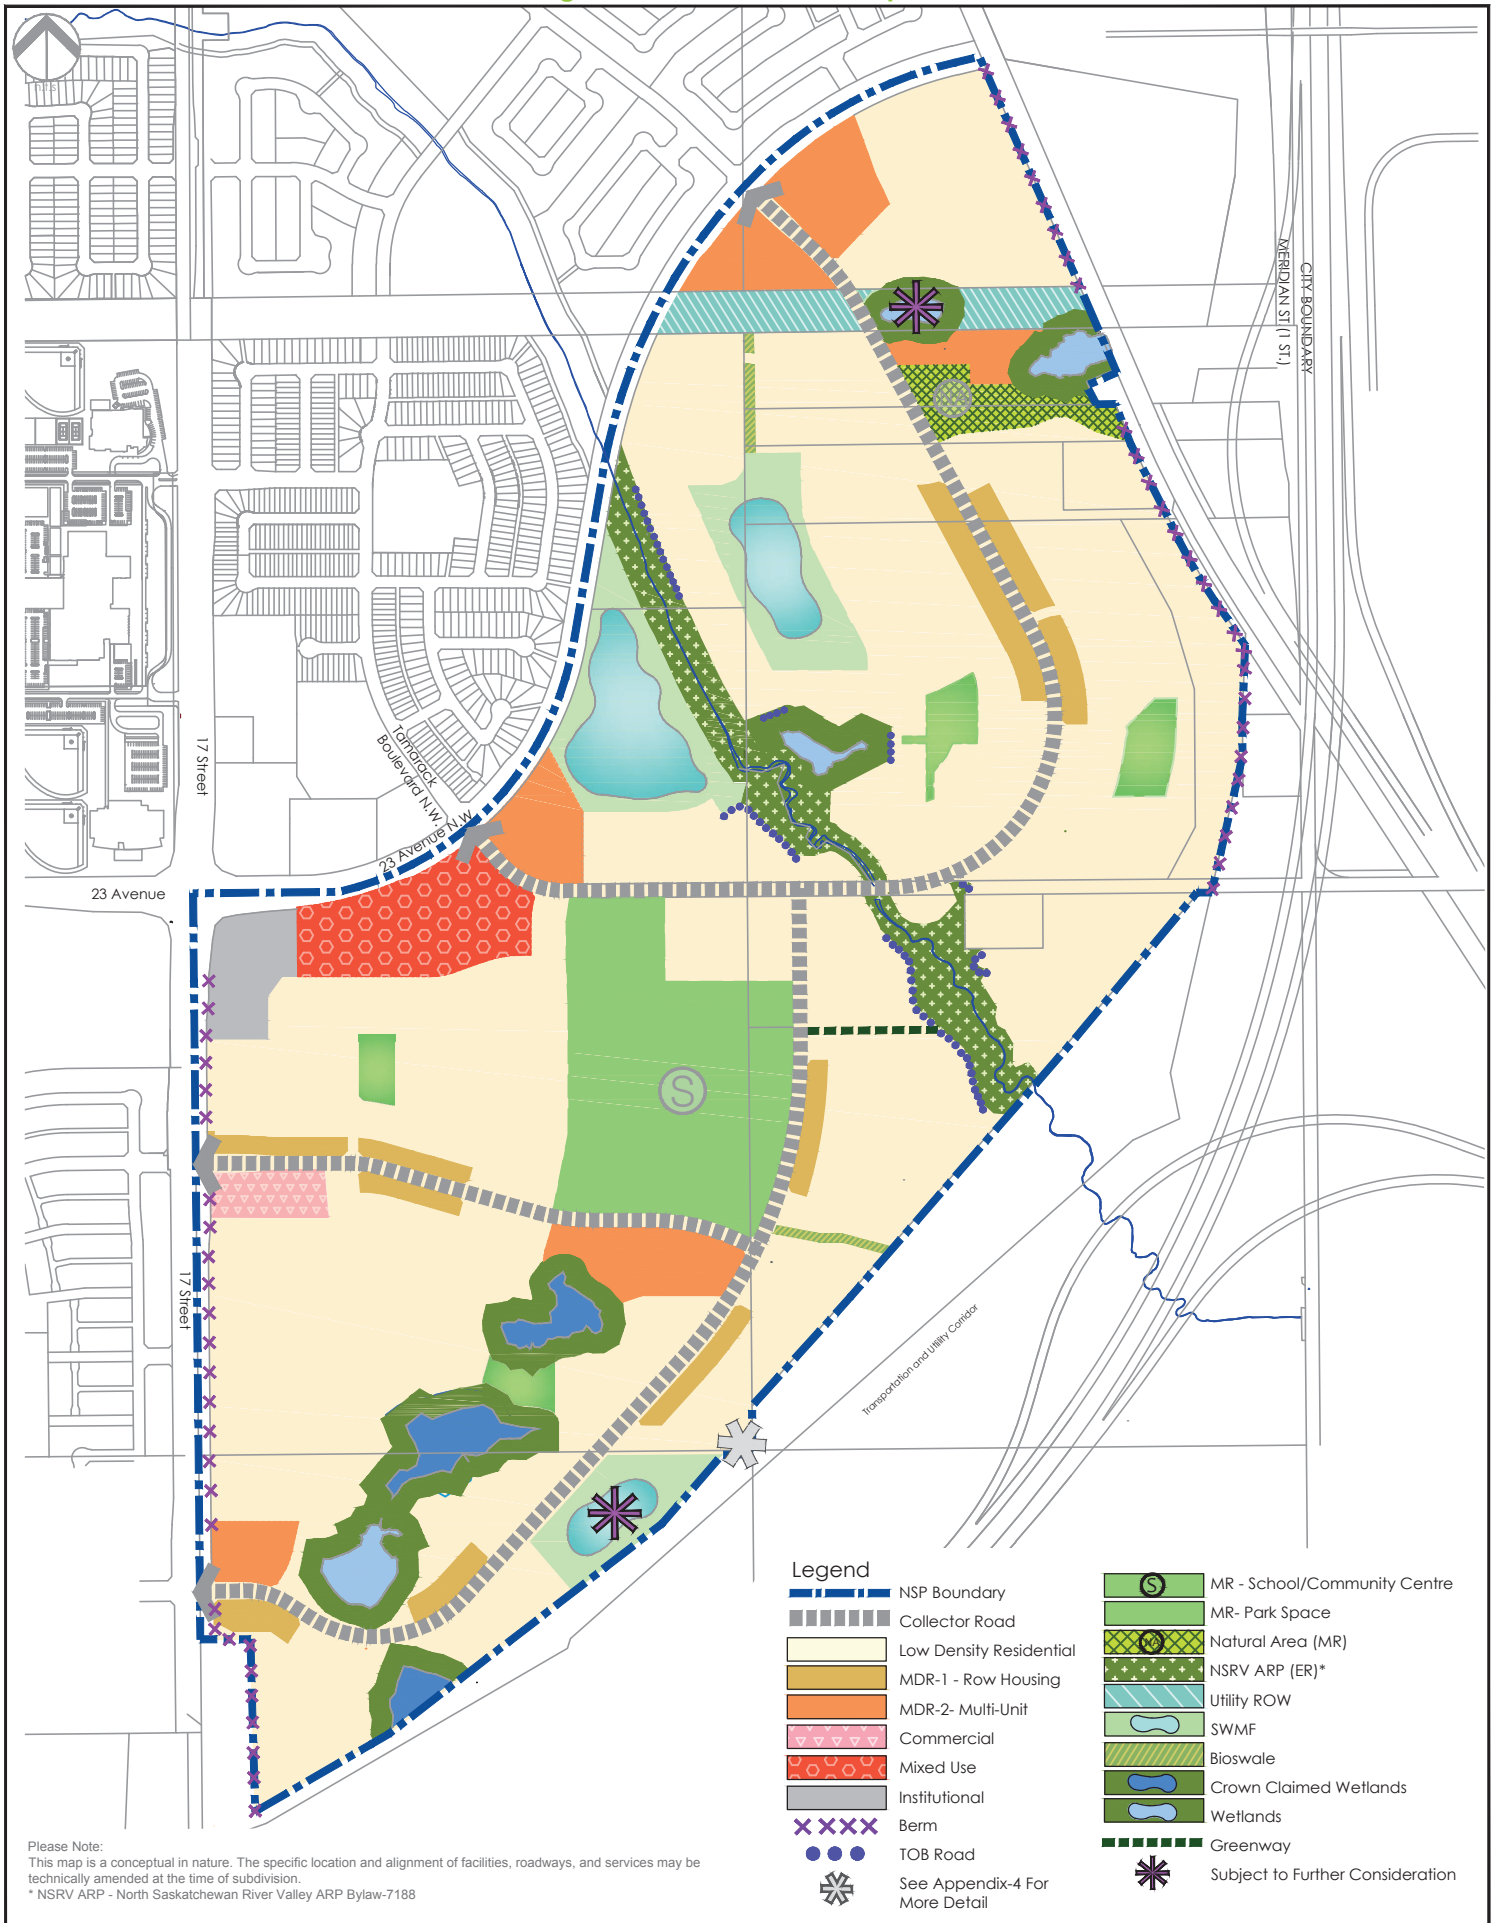 n.t.s
MERIDIAN ST (1 ST.)
CITY BOUNDARY
17 Street
Tamarack
Boulevard N.W.
23 Avenue N.W
23 Avenue
S
17 Street
Transportation and Utility Corridor
Legend
NSP Boundary
Collector Road
Low Density Residential
MDR-1 - Row Housing
MDR-2- Multi-Unit
Commercial
Mixed Use
Institutional
Berm
TOB Road
See Appendix-4 For
More Detail
S
MR - School/Community Centre
MR- Park Space
NA
Natural Area (MR)
NSRV ARP (ER)*
Utility ROW
SWMF
Bioswale
Crown Claimed Wetlands
Wetlands
Greenway
Subject to Further Consideration
Please Note:
This map is a conceptual in nature. The specific location and alignment of facilities, roadways, and services may be
technically amended at the time of subdivision.
* NSRV ARP - North Saskatchewan River Valley ARP Bylaw-7188